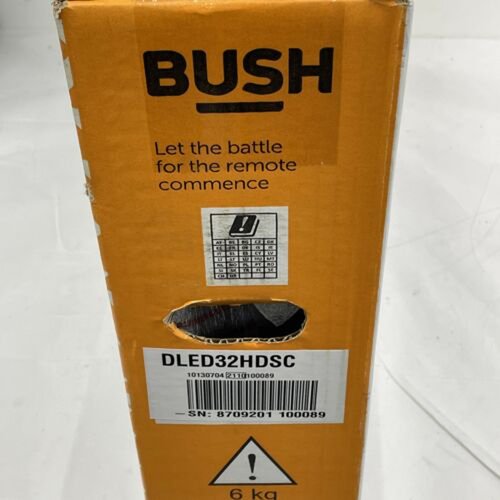 BUSH
Let the battle
for the remote
commence
DLED32HDSC
10130704 2110 100089
SN: 8709201 100089
6 kg